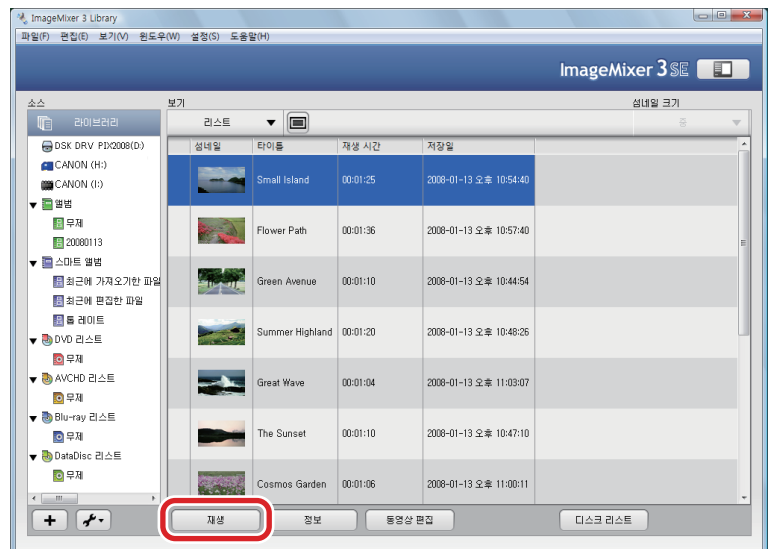 ImageMixer 3 Library
파일(F) 편집(E) 보기(V) 윈도우(W) 설정(S) 도움말(H)
ImageMixer 3 SE
소스 보기 섬네일 크기
라이브러리 리스트 중
섬네일 타이틀 재생 시간 저장일
DSK DRV PIX2008(D:)
CANON (H:)
CANON (I:)
앨범
무제
20080113
스마트 앨범
최근에 가져오기한 파일
최근에 편집한 파일
톱 레이트
DVD 리스트
무제
AVCHD 리스트
무제
Blu-ray 리스트
무제
DataDisc 리스트
무제
Small Island 00:01:25 2008-01-13 오후 10:54:40
Flower Path 00:01:36 2008-01-13 오후 10:57:40
Green Avenue 00:01:10 2008-01-13 오후 10:44:54
Summer Highland 00:01:20 2008-01-13 오후 10:48:26
Great Wave 00:01:04 2008-01-13 오후 11:03:07
The Sunset 00:01:10 2008-01-13 오후 10:47:10
Cosmos Garden 00:01:06 2008-01-13 오후 11:00:11
재생 정보 동영상 편집 디스크 리스트